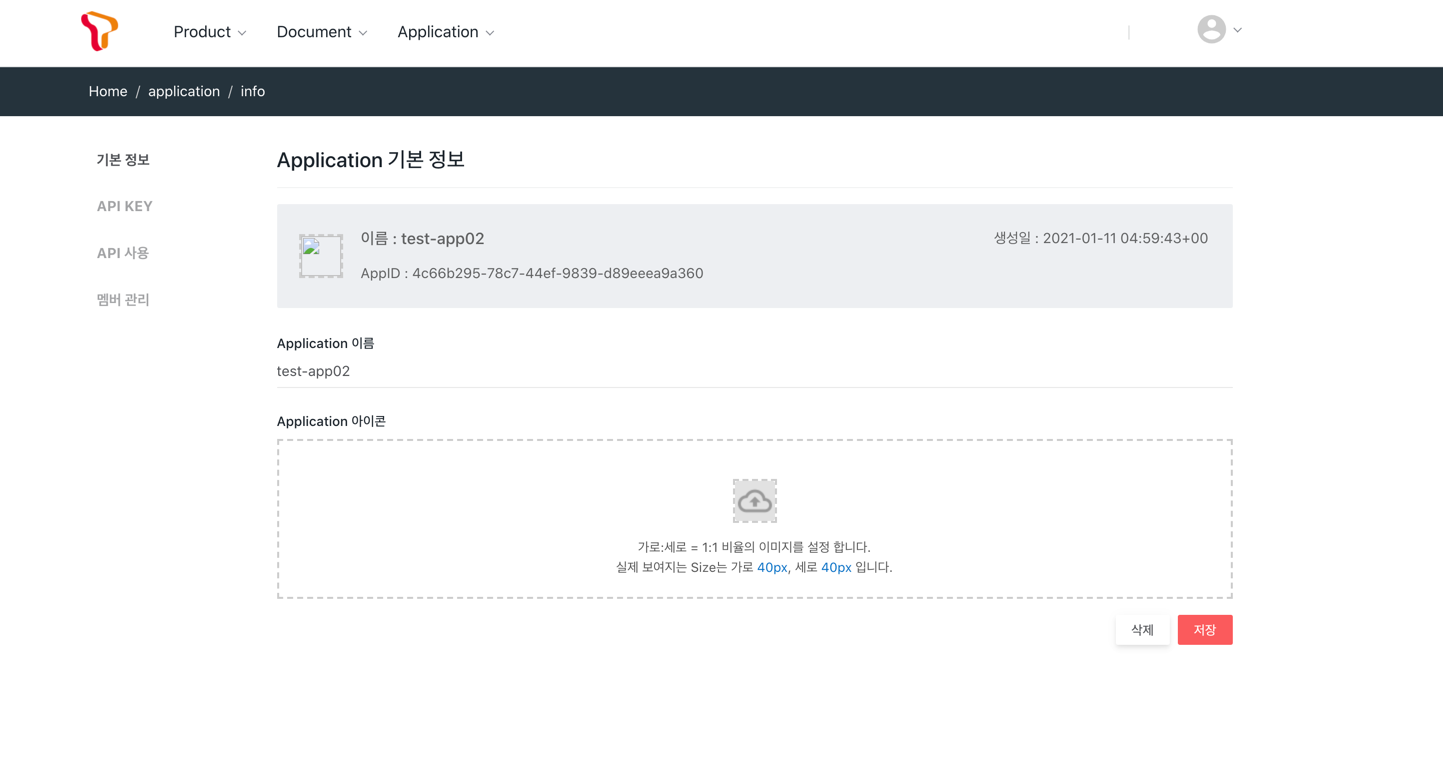 Product Document Application
Home / application / info
기본 정보
API KEY
API 사용
멤버 관리
Application 기본 정보
이름 : test-app02
생성일 : 2021-01-11 04:59:43+00
AppID : 4c66b295-78c7-44ef-9839-d89eeea9a360
Application 이름
test-app02
Application 아이콘
가로:세로 = 1:1 비율의 이미지를 설정 합니다.
실제 보여지는 Size는 가로 40px, 세로 40px 입니다.
삭제 저장